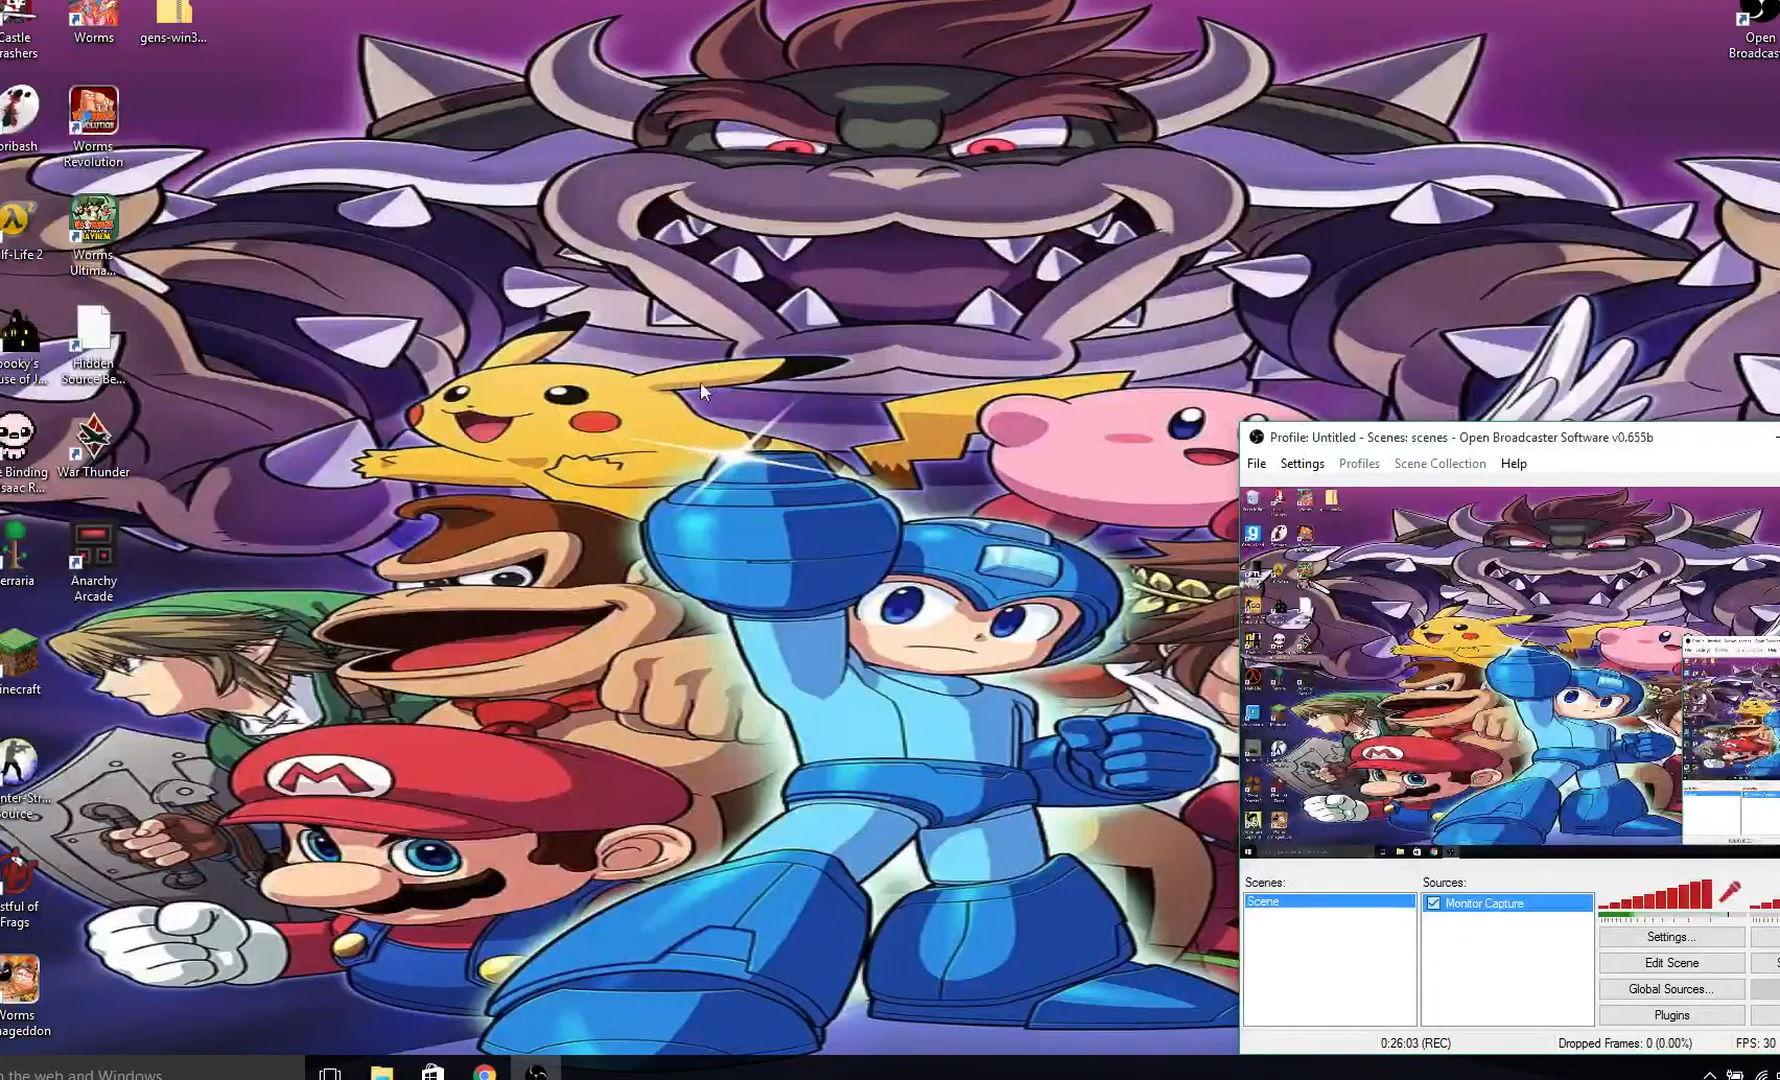 Castle
rashers
Worms
gens-win3...
Open
Broadcas
oribash
Worms
Revolution
lf-Life 2
Worms
Ultima...
pooky's
use of J...
Hidden
Source Be...
e Binding
saac R...
War Thunder
erraria
Anarchy
Arcade
inecraft
nter-Str...
Source
stful of
Frags
Worms
mageddon
M
Profile: Untitled - Scenes: scenes - Open Broadcaster Software v0.655b
File Settings Profiles Scene Collection Help
Scenes:
Sources:
Scene
Monitor Capture
Settings...
Edit Scene
Global Sources...
Plugins
0:26:03 (REC)
Dropped Frames: 0 (0.00%)
FPS: 30
n the web and Windows